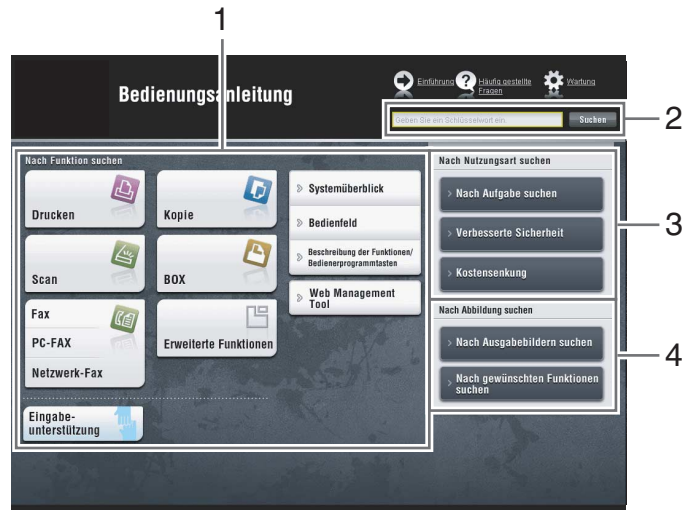 1
Bedienungsanleitung
Einführung
Häufig gestellte
Fragen
Wartung
Geben Sie ein Schlüsselwort ein.
Suchen
2
Nach Funktion suchen
Drucken
Kopie
Scan
BOX
Fax
PC-FAX
Netzwerk-Fax
Erweiterte Funktionen
Eingabe-
unterstützung
» Systemüberblick
» Bedienfeld
» Beschreibung der Funktionen/
Bedienerprogrammtasten
» Web Management
Tool
Nach Nutzungsart suchen
› Nach Aufgabe suchen
› Verbesserte Sicherheit
› Kostensenkung
3
Nach Abbildung suchen
› Nach Ausgabebildern suchen
› Nach gewünschten Funktionen
suchen
4